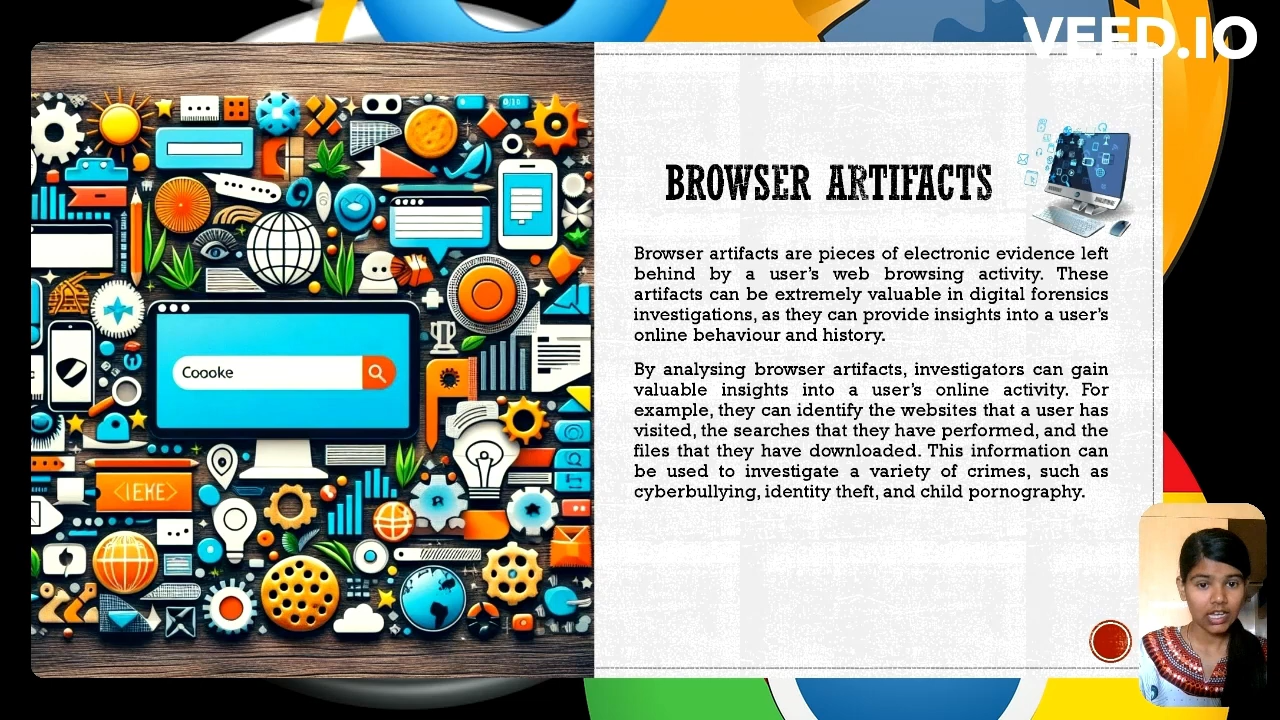 VEED.IO
0/10
BROWSER ARTIFACTS
Browser artifacts are pieces of electronic evidence left
behind by a user's web browsing activity. These
artifacts can be extremely valuable in digital forensics
investigations, as they can provide insights into a user's
online behaviour and history.
By analysing browser artifacts, investigators can gain
valuable insights into a user's online activity. For
example, they can identify the websites that a user has
visited, the searches that they have performed, and the
files that they have downloaded. This information can
be used to investigate a variety of crimes, such as
cyberbullying, identity theft, and child pornography.
Coooke
<IEKE>